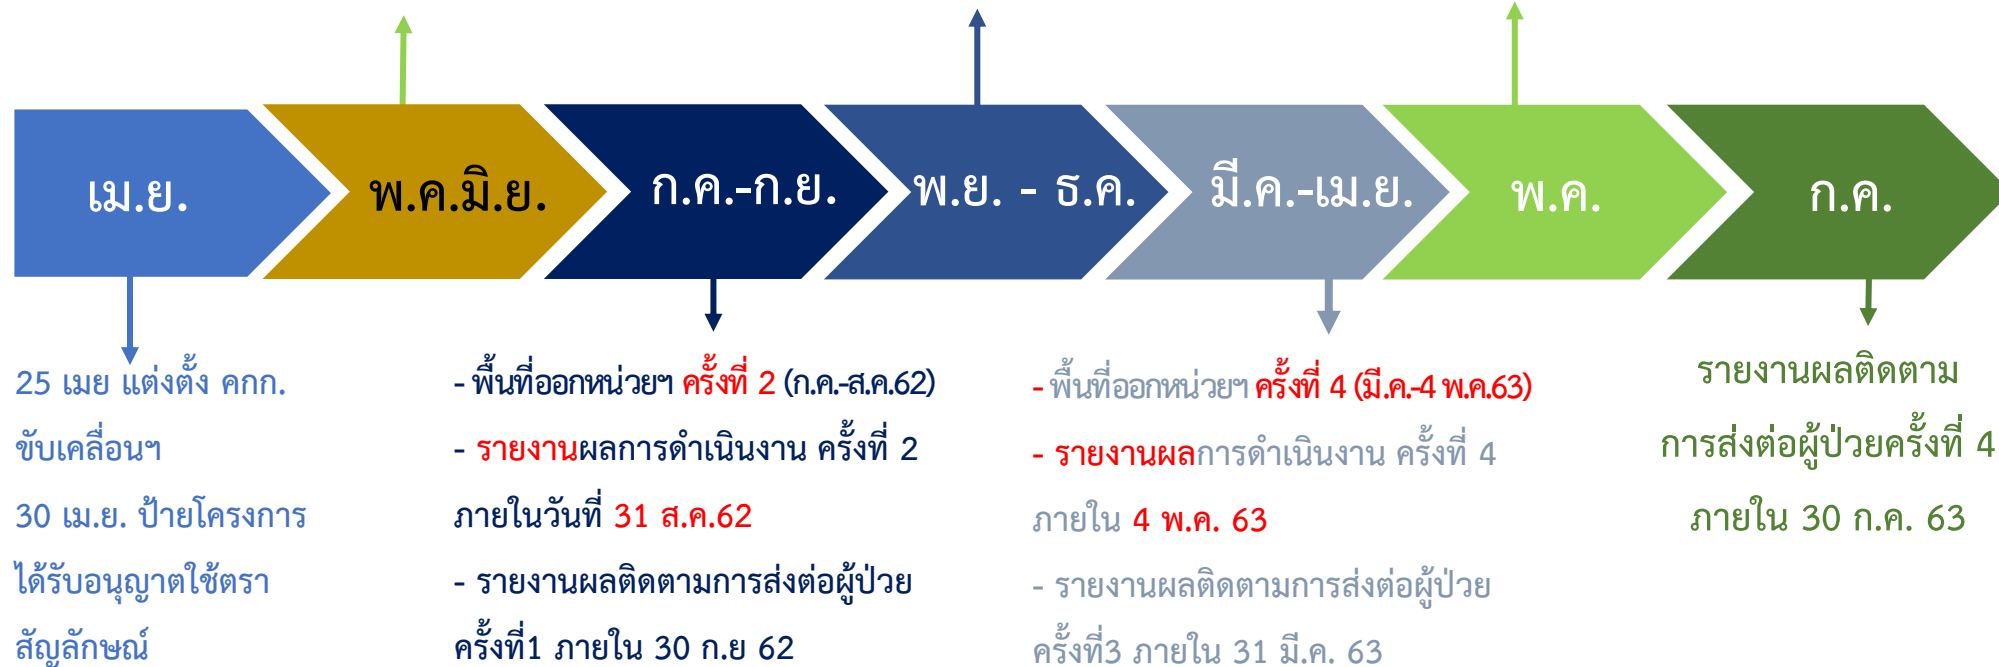 เม.ย.
พ.ค.มิ.ย.
ก.ค.-ก.ย.
พ.ย. - ธ.ค.
มี.ค.-เม.ย.
พ.ค.
ก.ค.
25 เมย แต่งตั้ง คกก.
ขับเคลื่อนฯ
30 เม.ย. ป้ายโครงการ
ได้รับอนุญาตใช้ตรา
สัญลักษณ์
- พื้นที่ออกหน่วยฯ ครั้งที่ 2 (ก.ค.-ส.ค.62)
- รายงานผลการดำเนินงาน ครั้งที่ 2
ภายในวันที่ 31 ส.ค.62
- รายงานผลติดตามการส่งต่อผู้ป่วย
ครั้งที่1 ภายใน 30 ก.ย 62
- พื้นที่ออกหน่วยฯ ครั้งที่ 4 (มี.ค.-4 พ.ค.63)
- รายงานผลการดำเนินงาน ครั้งที่ 4
ภายใน 4 พ.ค. 63
- รายงานผลติดตามการส่งต่อผู้ป่วย
ครั้งที่3 ภายใน 31 มี.ค. 63
รายงานผลติดตาม
การส่งต่อผู้ป่วยครั้งที่ 4
ภายใน 30 ก.ค. 63